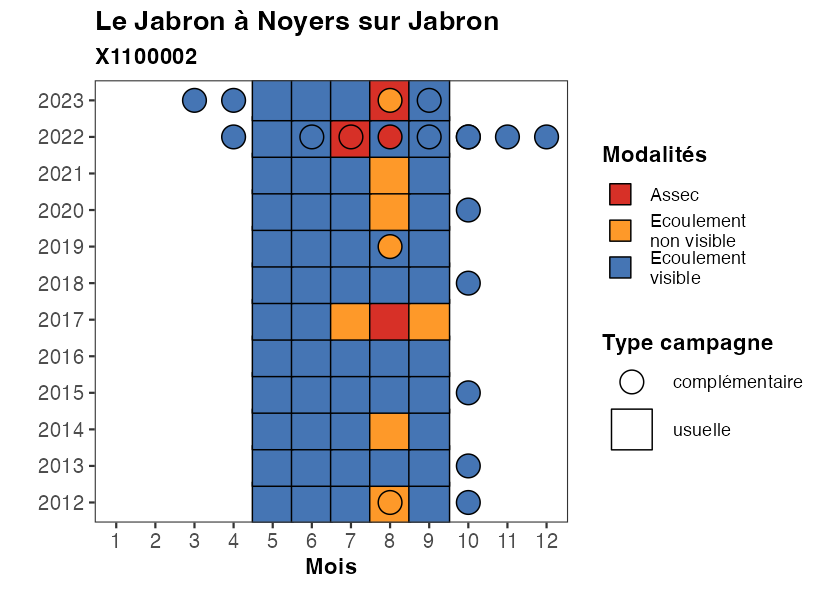 Le Jabron à Noyers sur Jabron
X1100002
2023
2022
2021
2020
2019
2018
2017
2016
2015
2014
2013
2012
1 2 3 4 5 6 7 8 9 10 11 12
Mois
Modalités
Assec
Ecoulement
non visible
Ecoulement
visible
Type campagne
complémentaire
usuelle